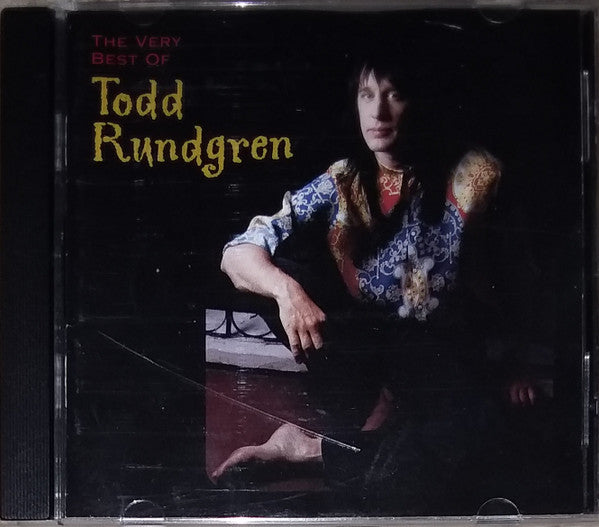 The Very
Best Of
Todd
Rundgren